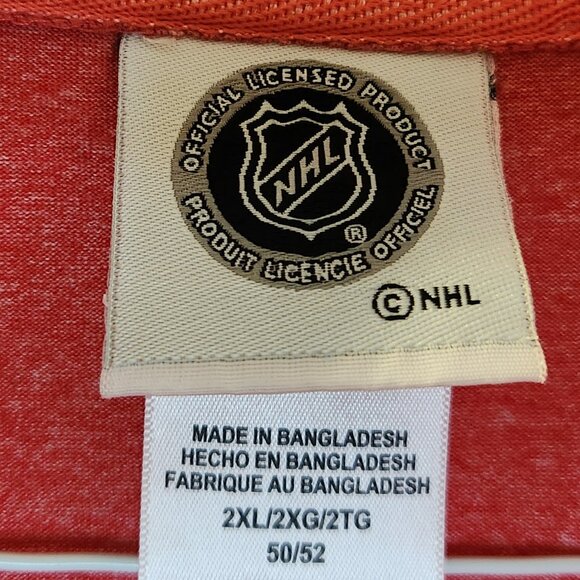 OFFICIAL LICENSED PRODUCT
NHL
®
PRODUIT LICENCIE OFFICIEL
© NHL
MADE IN BANGLADESH
HECHO EN BANGLADESH
FABRIQUE AU BANGLADESH
2XL/2XG/2TG
50/52